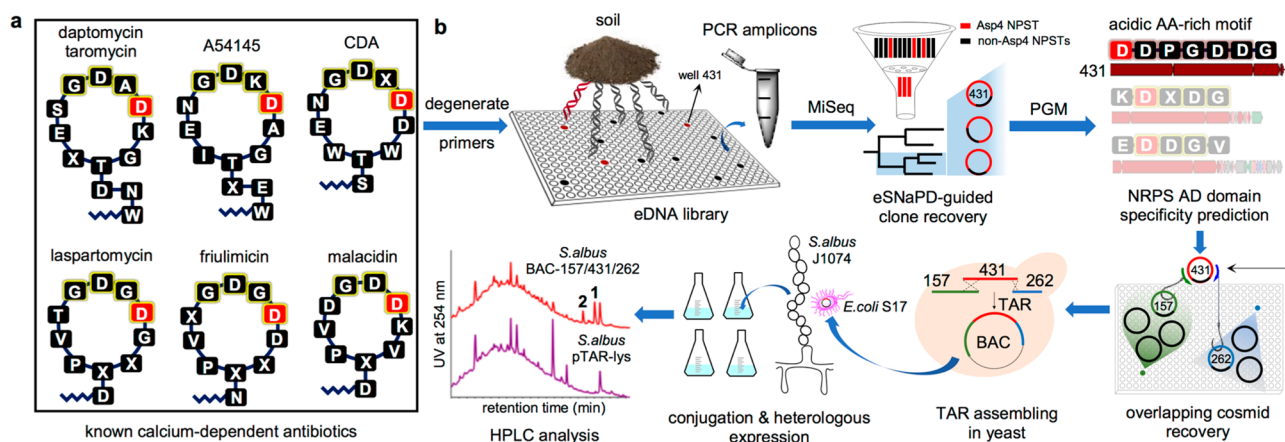 a
daptomycin
taromycin
A54145
CDA
G D A
S D
E K
X G
T
D N
W
G D K
N D
E A
I G
T
X E
W
G D X
N D
E D
W W
T
S
laspartomycin
friulimicin
malacidin
G D G
T D
V G
P X X
D
G D G
X D
V D
P X X
N
G D
D D
X K
P V
X
D
known calcium-dependent antibiotics
b
degenerate
primers
soil
PCR amplicons
well 431
eDNA library
MiSeq
Asp4 NPST
non-Asp4 NPSTs
431
eSNaPD-guided
clone recovery
PGM
acidic AA-rich motif
D D P G D D G
431
K D X D G
E D D G V
NRPS AD domain
specificity prediction
431
157
262
overlapping cosmid
recovery
157
431
262
TAR
BAC
TAR assembling
in yeast
S.albus
J1074
E.coli S17
conjugation & heterologous
expression
UV at 254 nm
S.albus
BAC-157/431/262
2 1
S.albus
pTAR-lys
retention time (min)
HPLC analysis